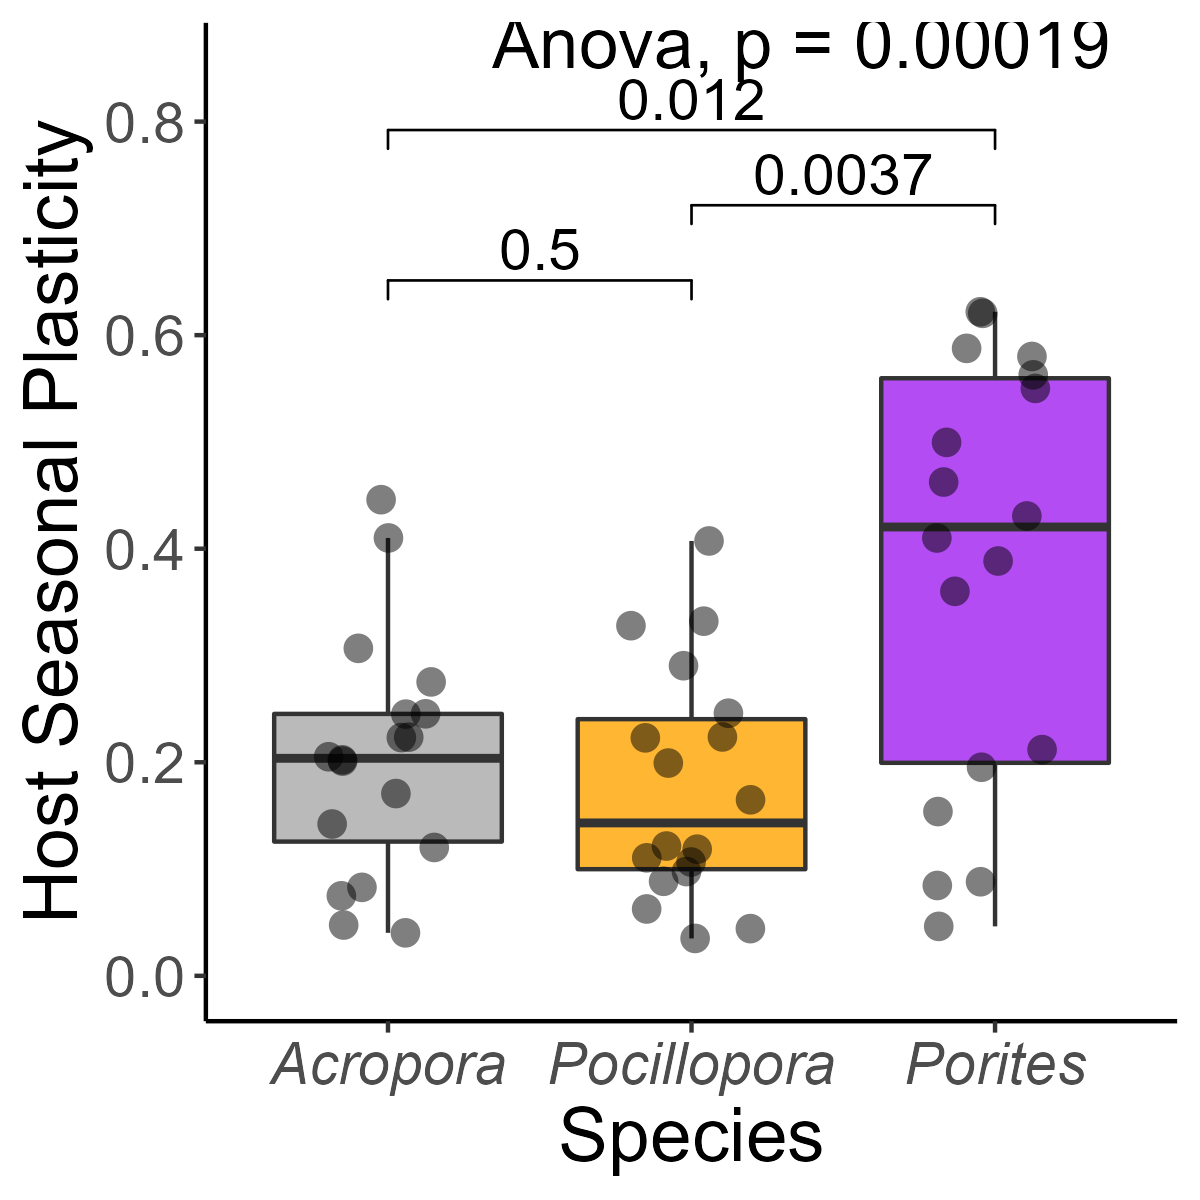 Anova, p = 0.00019
0.012
0.0037
0.5
Host Seasonal Plasticity
0.8
0.6
0.4
0.2
0.0
Acropora Pocillopora Porites
Species